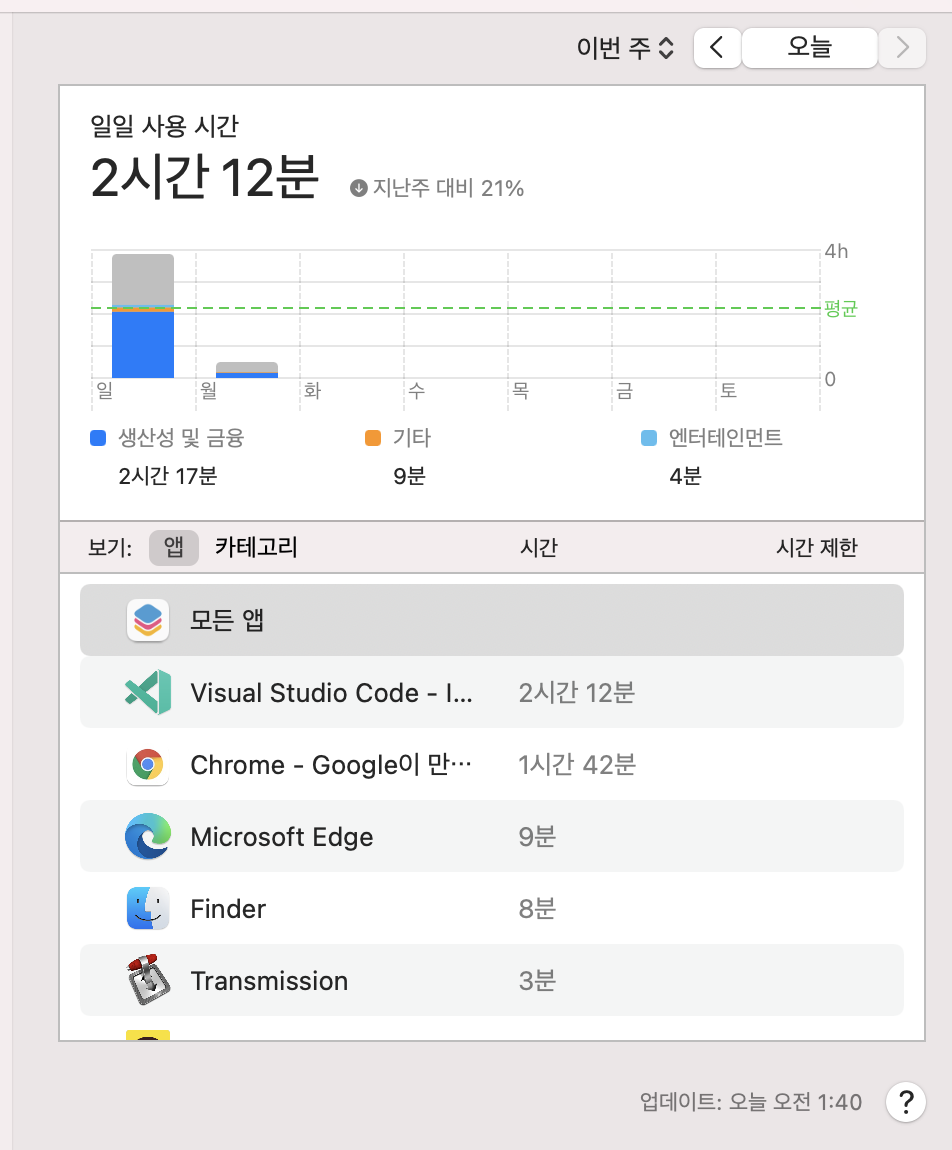 이번 주 오늘
일일 사용 시간
2시간 12분 지난주 대비 21%
4h
평균
0
일 월 화 수 목 금 토
생산성 및 금융 기타 엔터테인먼트
2시간 17분 9분 4분
보기: 앱 카테고리 시간 시간 제한
모든 앱
Visual Studio Code - I... 2시간 12분
Chrome - Google이 만… 1시간 42분
Microsoft Edge 9분
Finder 8분
Transmission 3분
업데이트: 오늘 오전 1:40 ?